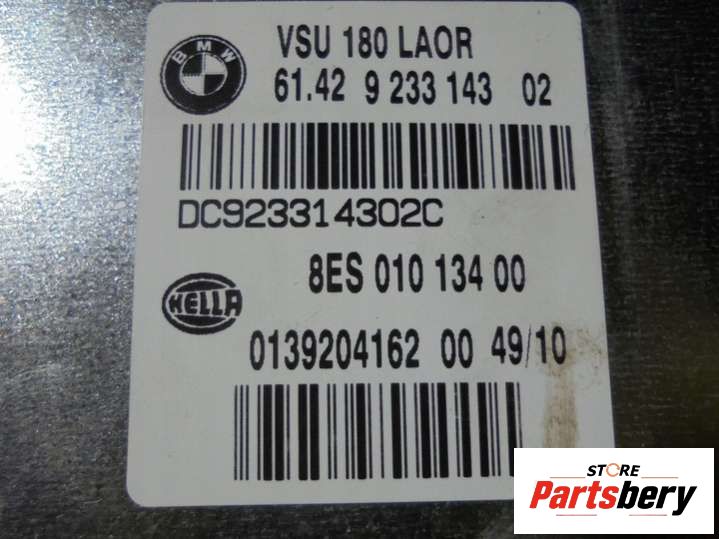 BMW
VSU 180 LAOR
61.42 9 233 143 02
DC923314302C
8ES 010 134 00
HELLA
0139204162 00 49/10
STORE
Partsbery